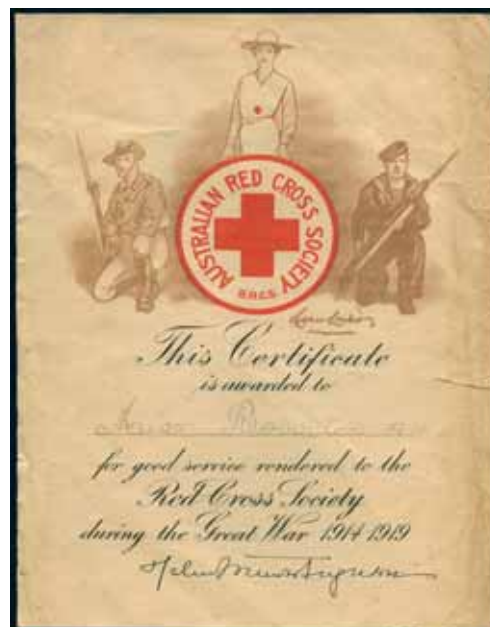 AUSTRALIAN RED CROSS SOCIETY
B.R.C.S.
This Certificate
is awarded to
for good service rendered to the
Red Cross Society
during the Great War 1914-1919